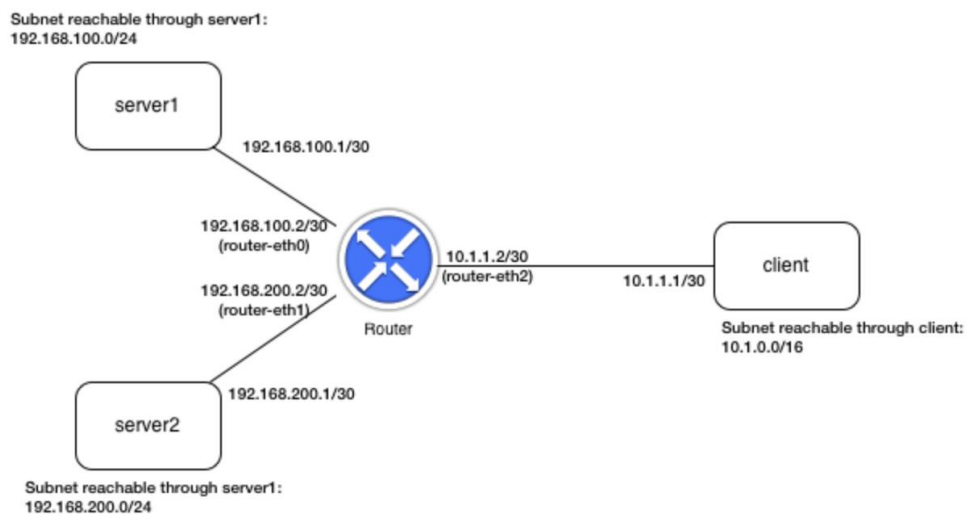 Subnet reachable through server1:
192.168.100.0/24
server1
192.168.100.1/30
192.168.100.2/30
(router-eth0)
10.1.1.2/30
(router-eth2)
client
10.1.1.1/30
192.168.200.2/30
(router-eth1)
Router
Subnet reachable through client:
10.1.0.0/16
192.168.200.1/30
server2
Subnet reachable through server1:
192.168.200.0/24